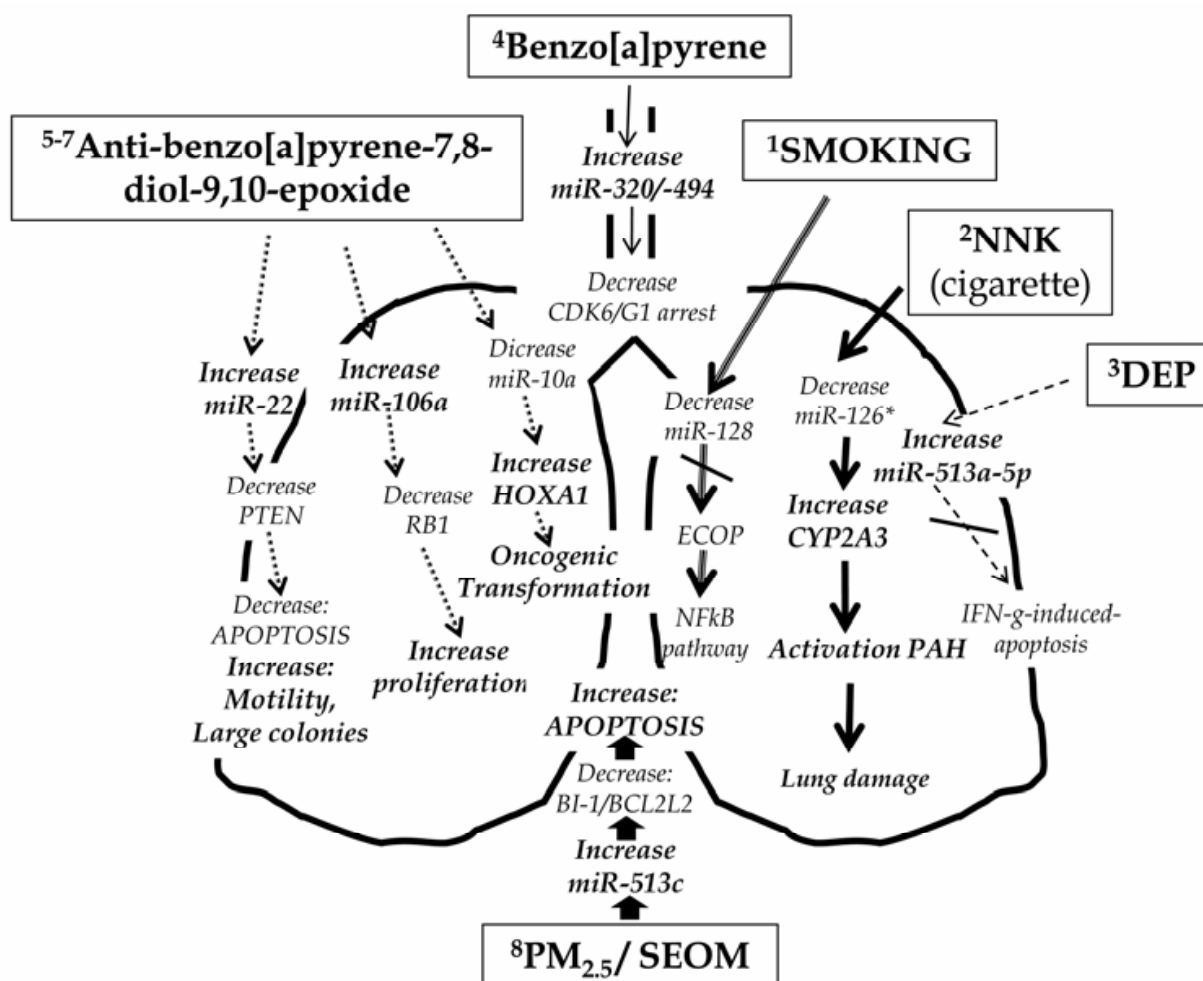 ⁴Benzo[a]pyrene
⁵⁻⁷Anti-benzo[a]pyrene-7,8-
diol-9,10-epoxide
¹SMOKING
Increase
miR-320/-494
²NNK
(cigarette)
Decrease
CDK6/G1 arrest
³DEP
Increase
miR-22
Increase
miR-106a
Dicrease
miR-10a
Decrease
miR-128
Decrease
miR-126*
Increase
miR-513a-5p
Decrease
PTEN
Decrease
RB1
Increase
HOXA1
ECOP
Increase
CYP2A3
Oncogenic
Transformation
Decrease:
APOPTOSIS
Increase:
Motility,
Large colonies
Increase
proliferation
NFkB
pathway
Activation PAH
IFN-g-induced-
apoptosis
Increase:
APOPTOSIS
Lung damage
Decrease:
BI-1/BCL2L2
Increase
miR-513c
⁸PM₂.₅/ SEOM